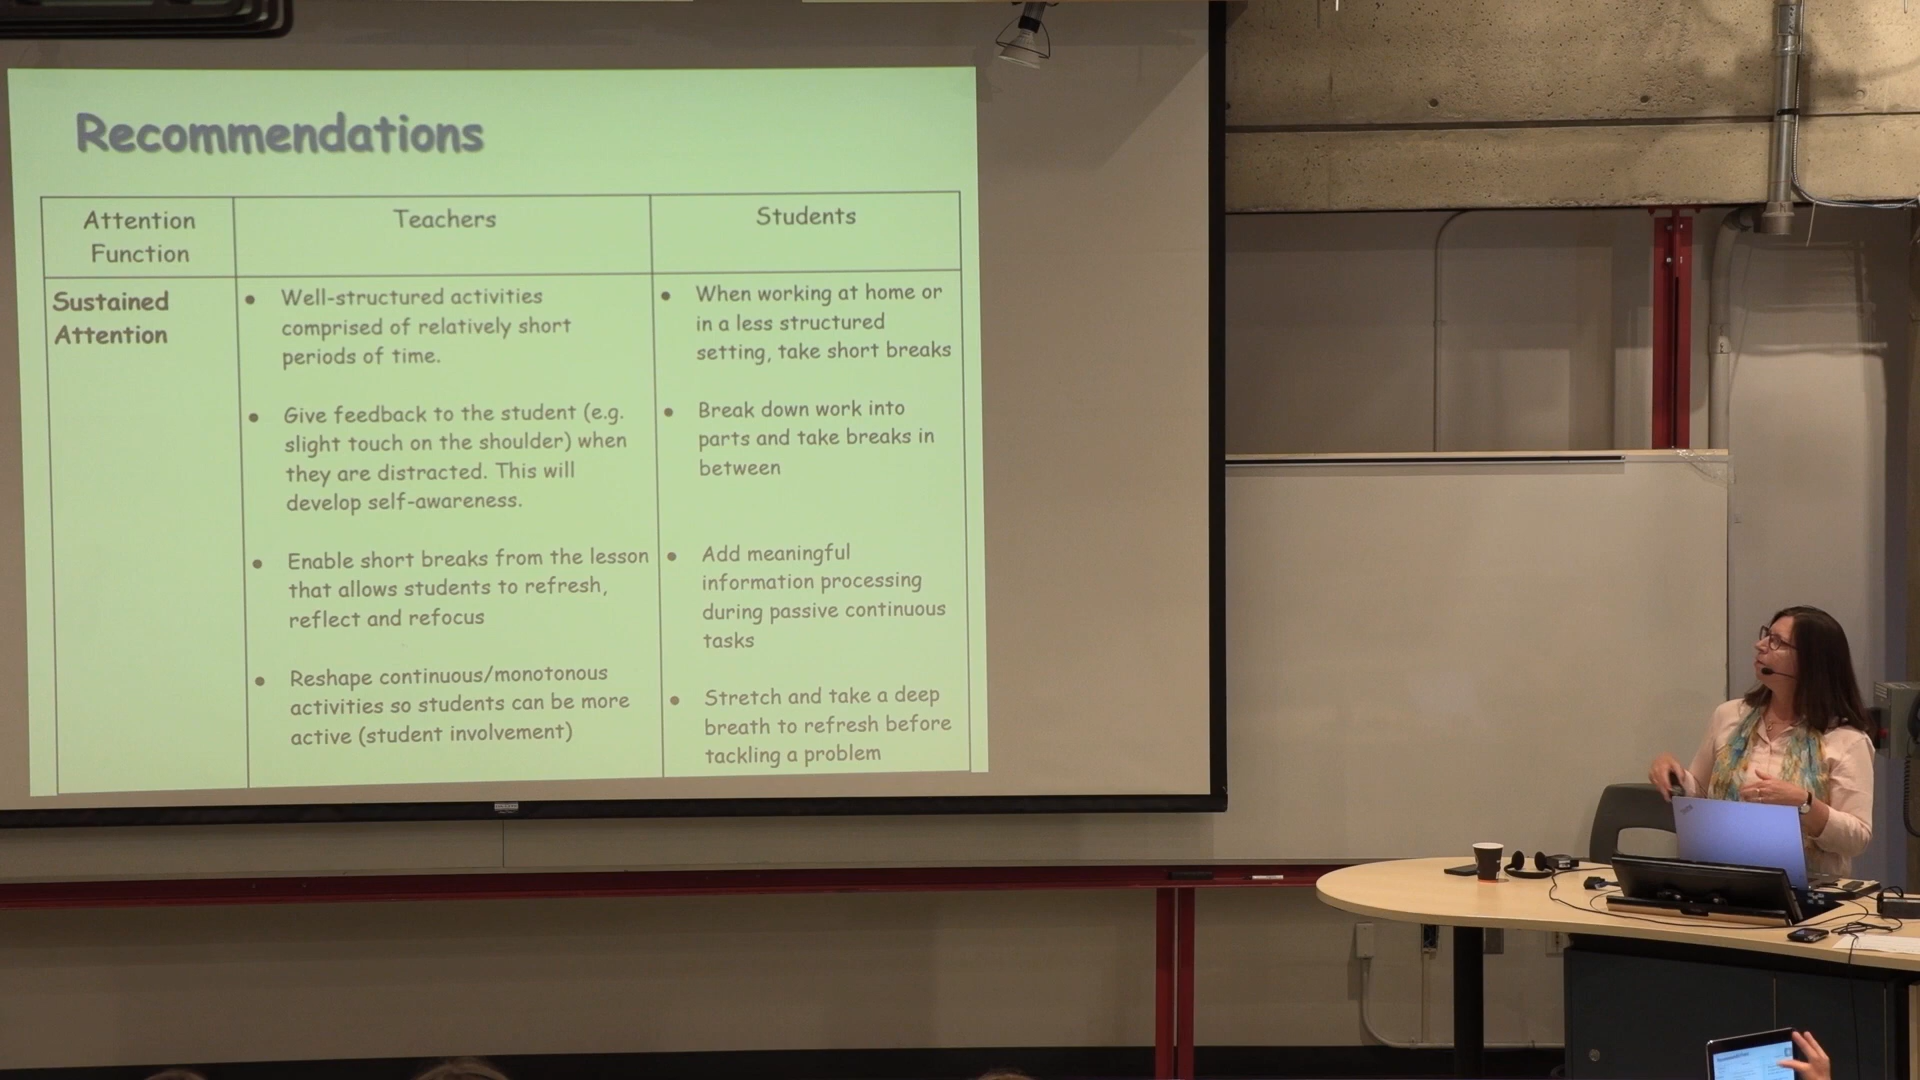 Recommendations
Attention
Function
Teachers
Students
Sustained
Attention
• Well-structured activities
comprised of relatively short
periods of time.
• Give feedback to the student (e.g.
slight touch on the shoulder) when
they are distracted. This will
develop self-awareness.
• Enable short breaks from the lesson
that allows students to refresh,
reflect and refocus
• Reshape continuous/monotonous
activities so students can be more
active (student involvement)
• When working at home or
in a less structured
setting, take short breaks
• Break down work into
parts and take breaks in
between
• Add meaningful
information processing
during passive continuous
tasks
• Stretch and take a deep
breath to refresh before
tackling a problem